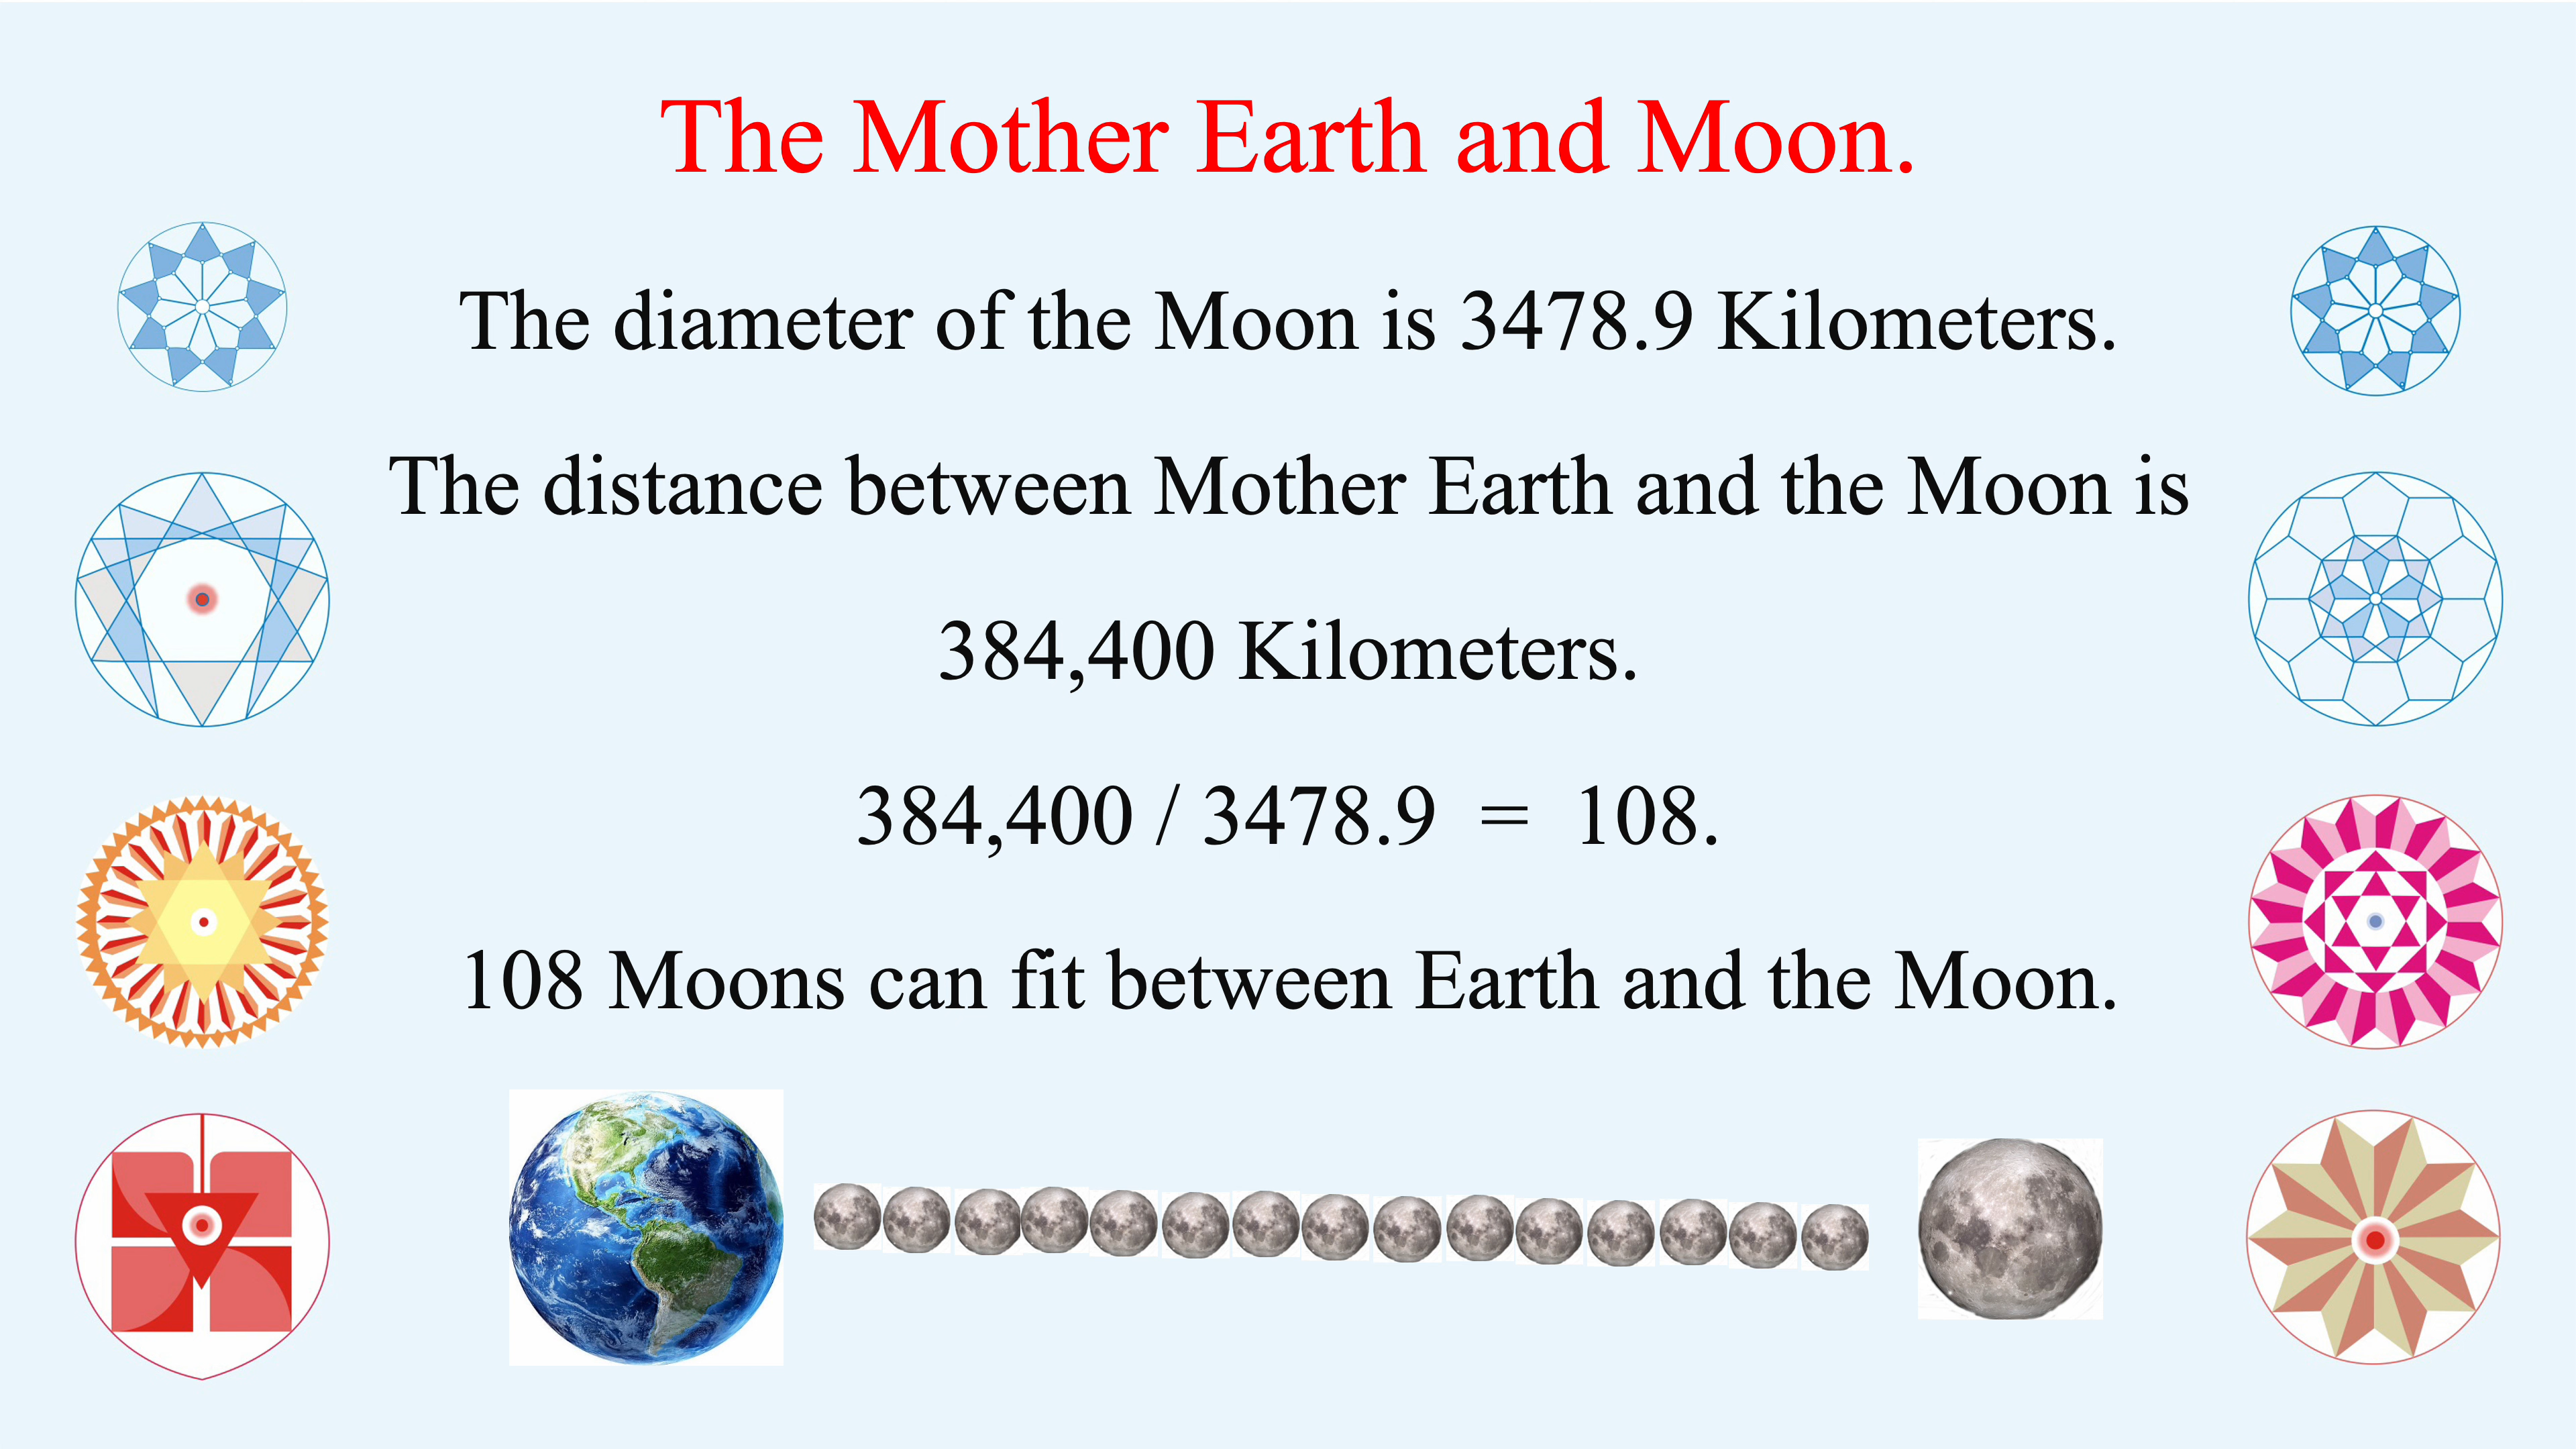 The Mother Earth and Moon.
The diameter of the Moon is 3478.9 Kilometers.
The distance between Mother Earth and the Moon is
384,400 Kilometers.
384,400 / 3478.9 = 108.
108 Moons can fit between Earth and the Moon.